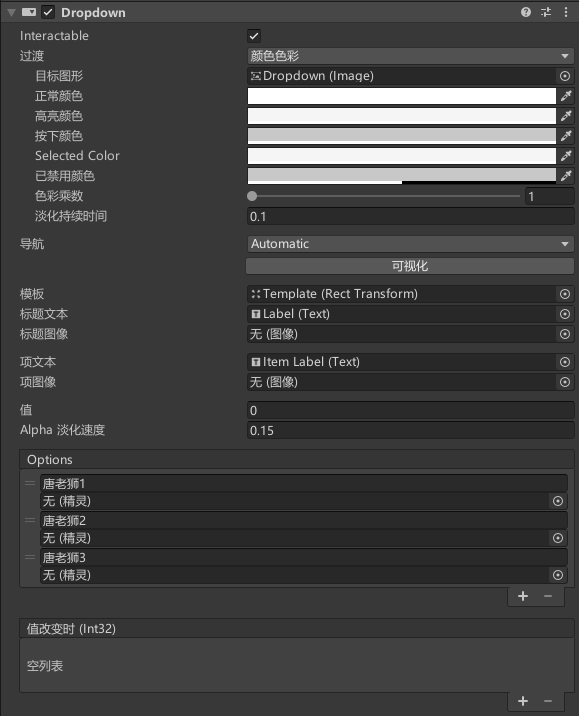 Dropdown
Interactable
过渡 颜色色彩
目标图形 Dropdown (Image)
正常颜色
高亮颜色
按下颜色
Selected Color
已禁用颜色
色彩乘数 1
淡化持续时间 0.1
导航 Automatic
可视化
模板 Template (Rect Transform)
标题文本 Label (Text)
标题图像 无 (图像)
项文本 Item Label (Text)
项图像 无 (图像)
值 0
Alpha 淡化速度 0.15
Options
唐老狮1
无 (精灵)
唐老狮2
无 (精灵)
唐老狮3
无 (精灵)
值改变时 (Int32)
空列表